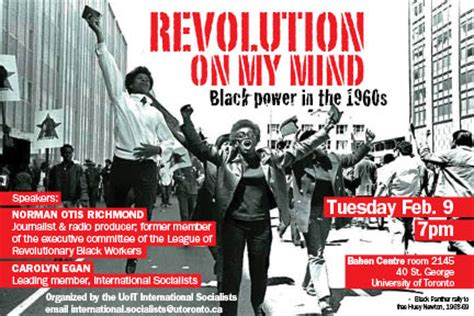 REVOLUTION
ON MY MIND
Black power in the 1960s
Speakers:
NORMAN OTIS RICHMOND
Journalist & radio producer; former member
of the executive committee of the League of
Revolutionary Black Workers
CAROLYN EGAN
Leading member, International Socialists
Organized by the UofT International Socialists
email international.socialists@utoronto.ca
Tuesday Feb. 9
7pm
Bahen Centre room 2145
40 St. George
University of Toronto
Black Panther rally to
free Huey Newton, 1968-69